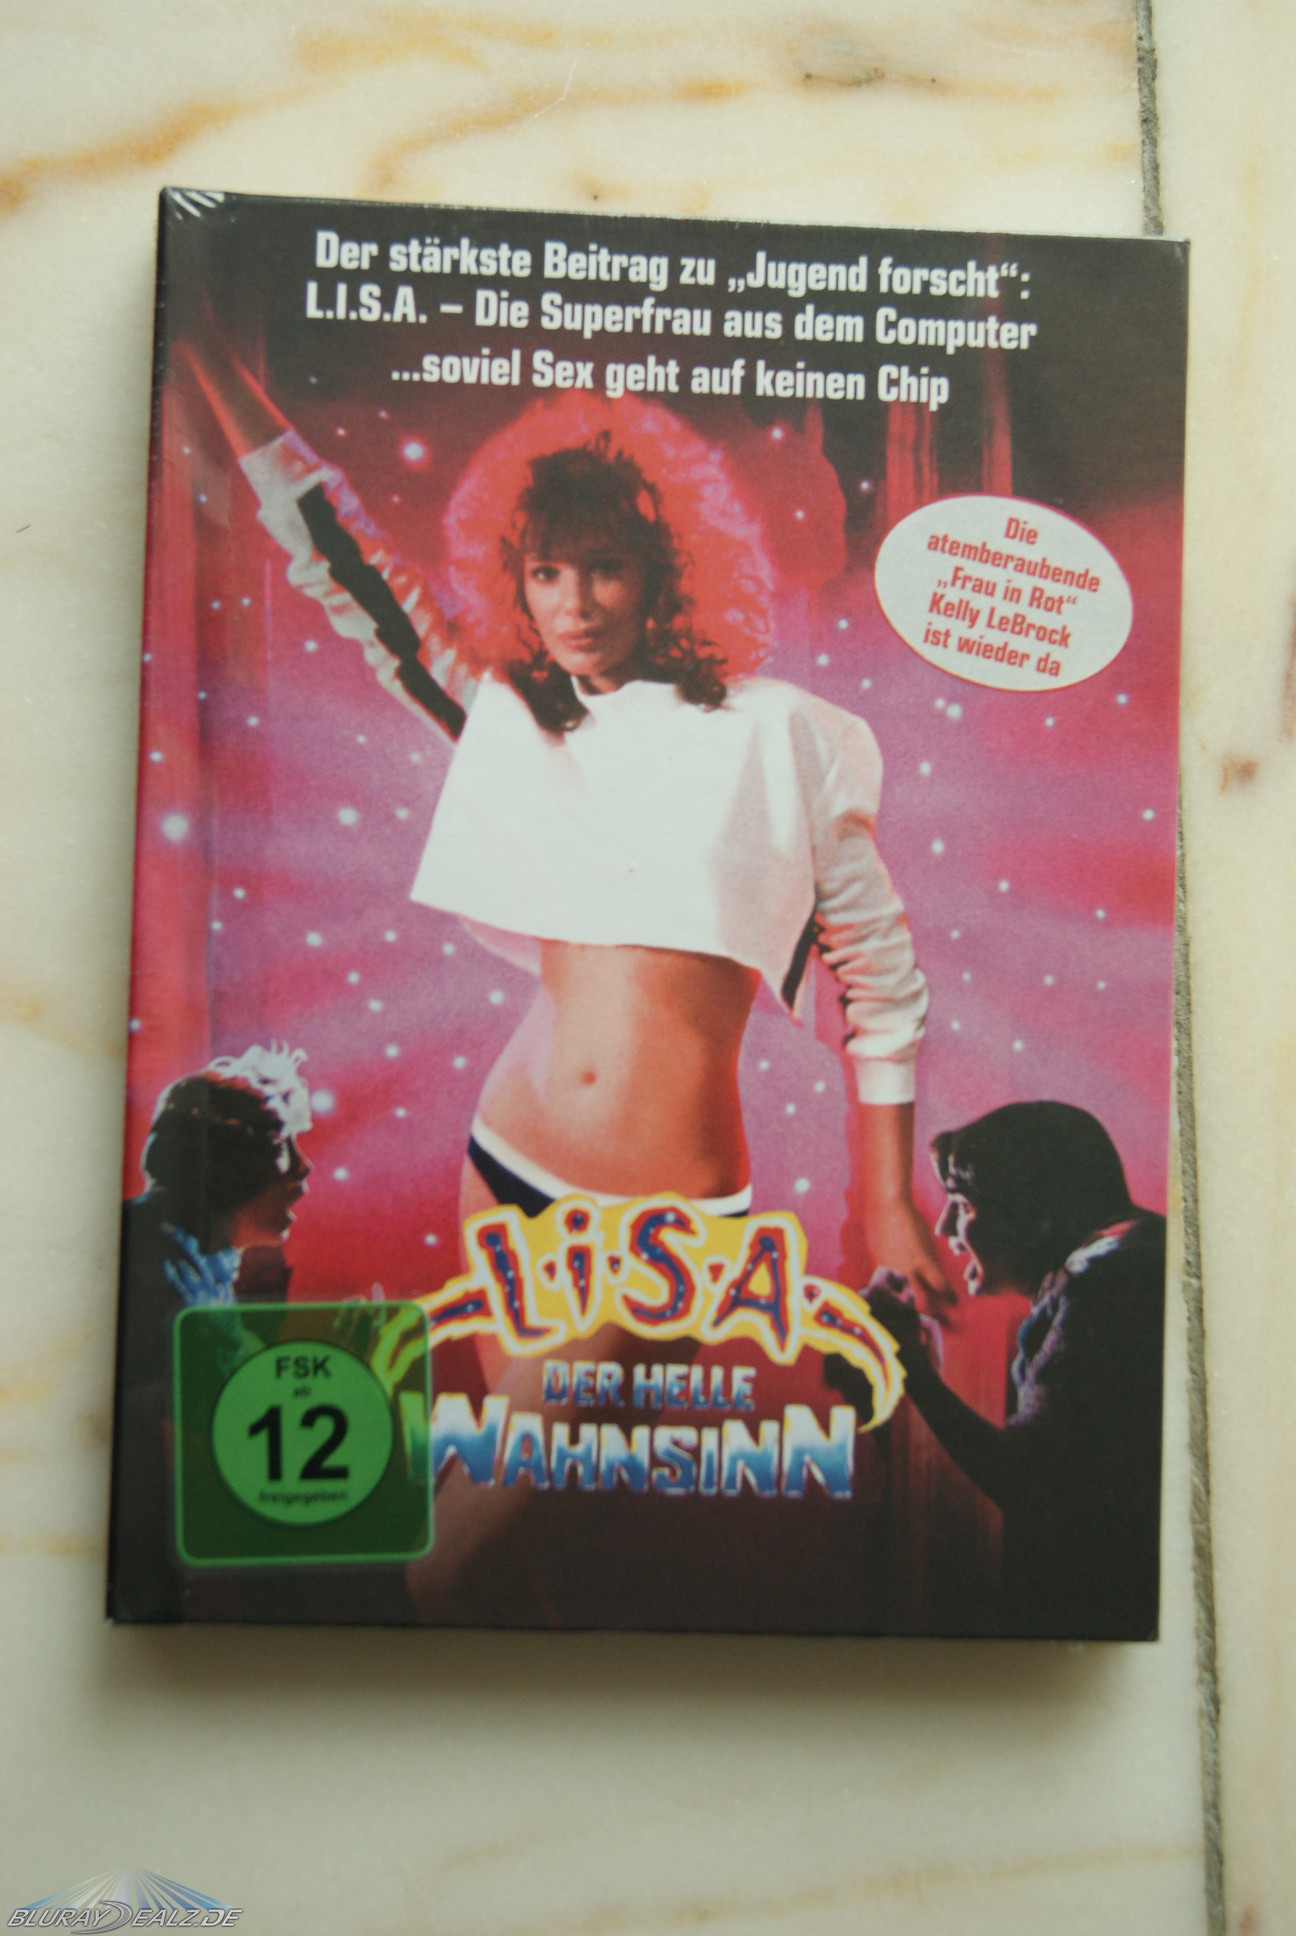 Der stärkste Beitrag zu „Jugend forscht“:
L.I.S.A. – Die Superfrau aus dem Computer
...soviel Sex geht auf keinen Chip
Die
atemberaubende
„Frau in Rot“
Kelly LeBrock
ist wieder da
L.i.S.A.
DER HELLE
WAHNSINN
FSK
ab
12
freigegeben
BLURAYDEALZ.DE